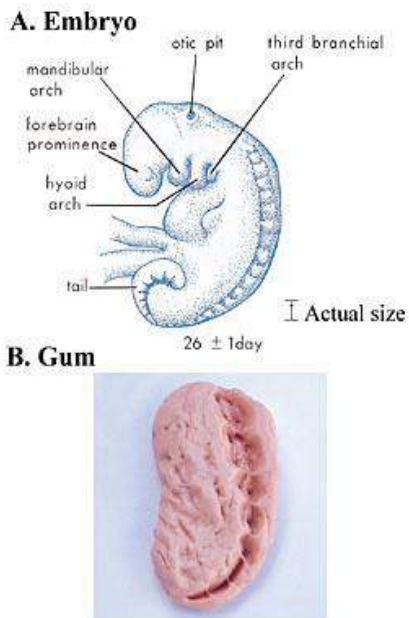 A. Embryo
otic pit
third branchial
arch
mandibular
arch
forebrain
prominence
hyoid
arch
tail
Actual size
26 ± 1day
B. Gum